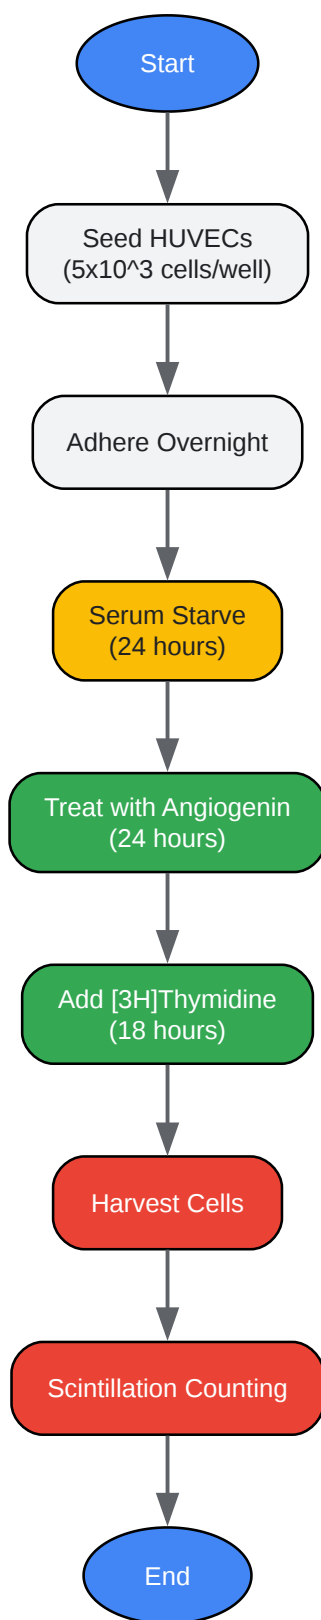 Start
Seed HUVECs
(5x10^3 cells/well)
Adhere Overnight
Serum Starve
(24 hours)
Treat with Angiogenin
(24 hours)
Add [3H]Thymidine
(18 hours)
Harvest Cells
Scintillation Counting
End